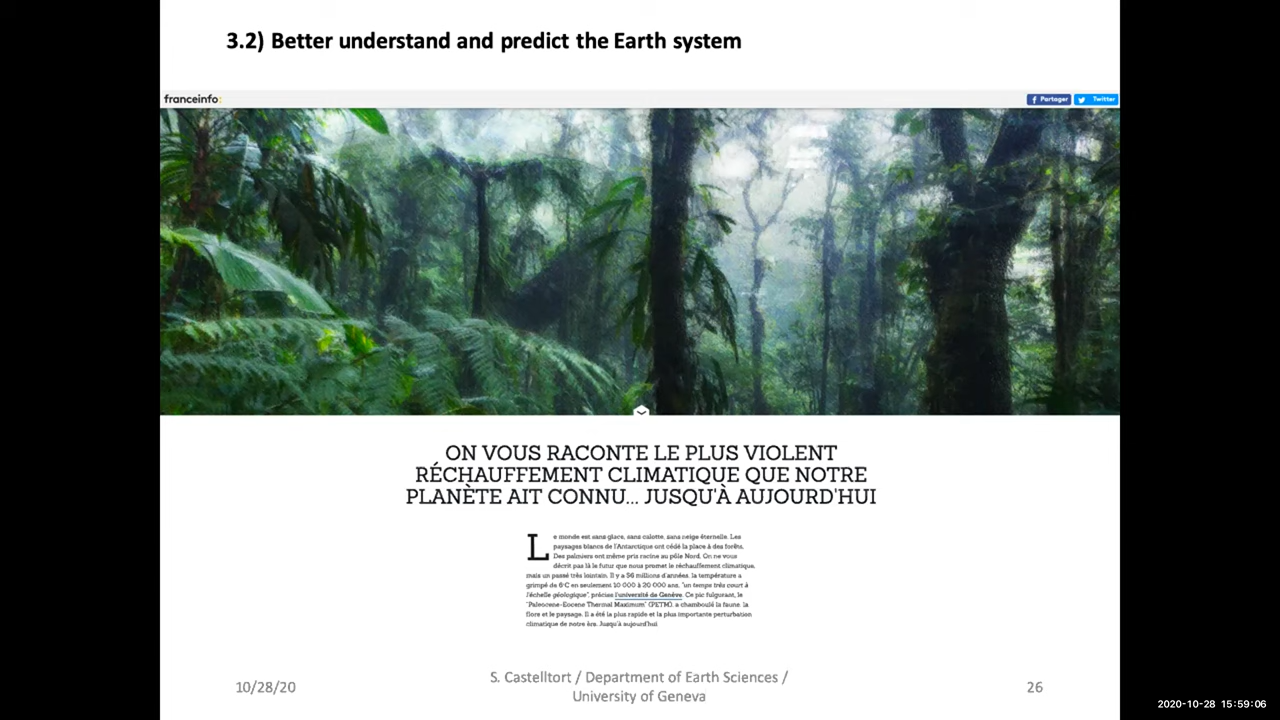 3.2) Better understand and predict the Earth system
franceinfo:
Partager
Twitter
ON VOUS RACONTE LE PLUS VIOLENT
RÉCHAUFFEMENT CLIMATIQUE QUE NOTRE
PLANÈTE AIT CONNU... JUSQU'À AUJOURD'HUI
Le monde est sans glace, sans calotte, sans neige éternelle. Les
paysages blancs de l'Antarctique ont cédé la place à des forêts.
Des palmiers ont même pris racine au pôle Nord. On ne vous
décrit pas là le futur que nous promet le réchauffement climatique,
mais un passé très lointain. Il y a 56 millions d'années, la température a
grimpé de 6°C en seulement 10 000 à 20 000 ans, "un temps très court à
l'échelle géologique", précise l'université de Genève. Ce pic fulgurant, le
"Paleocene-Eocene Thermal Maximum" (PETM), a chamboulé la faune, la
flore et le paysage. Il a été la plus rapide et la plus importante perturbation
climatique de notre ère. Jusqu'à aujourd'hui
10/28/20
S. Castelltort / Department of Earth Sciences /
University of Geneva
26
2020-10-28 15:59:06